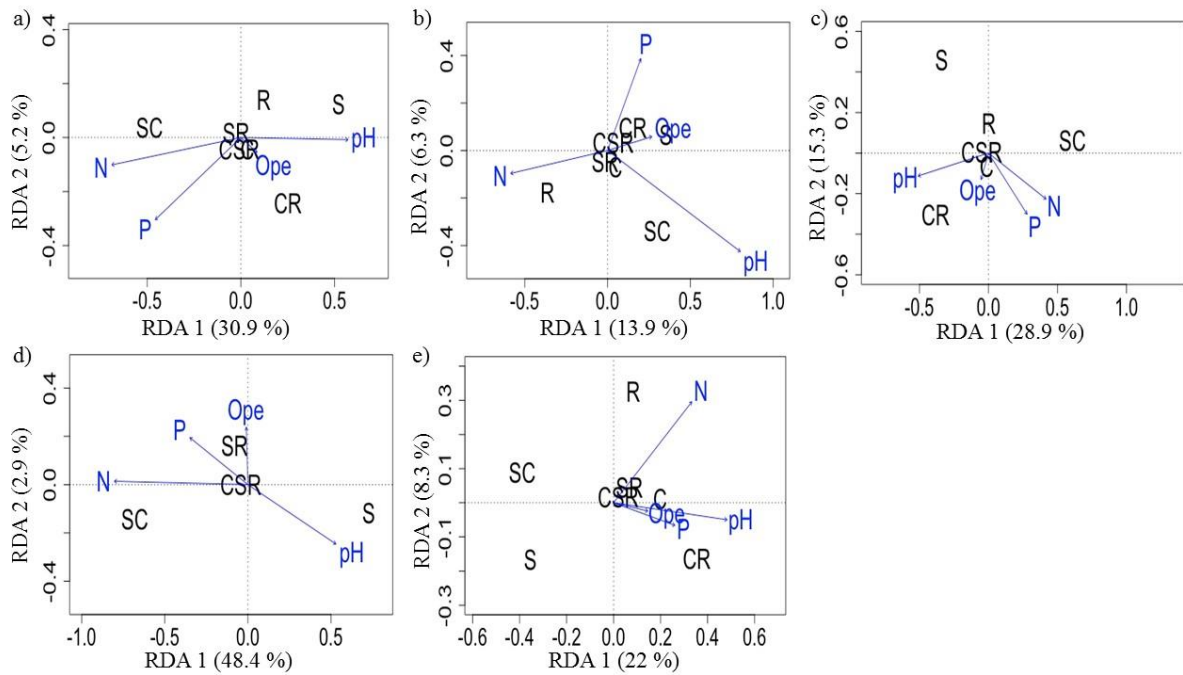 a)
0.4
0.0
-0.4
RDA 2 (5.2 %)
R
S
SC
SR
pH
CSR
C
N
Ope
P
CR
-0.5
0.0
0.5
RDA 1 (30.9 %)
b)
0.4
0.0
-0.4
RDA 2 (6.3 %)
P
CR
Ope
S
CSR
SR
C
N
R
SC
pH
-0.5
0.0
0.5
1.0
RDA 1 (13.9 %)
c)
0.6
0.2
-0.2
-0.6
RDA 2 (15.3 %)
S
R
SC
CSR
C
pH
Ope
N
CR
P
-0.5
0.0
0.5
1.0
RDA 1 (28.9 %)
d)
0.4
0.0
-0.4
RDA 2 (2.9 %)
Ope
P
SR
N
CSR
SC
S
pH
-1.0
-0.5
0.0
0.5
RDA 1 (48.4 %)
e)
0.3
0.1
-0.1
-0.3
RDA 2 (8.3 %)
R
N
SC
SR
CSR
C
Ope
pH
P
S
CR
-0.6
-0.4
-0.2
0.0
0.2
0.4
0.6
RDA 1 (22 %)